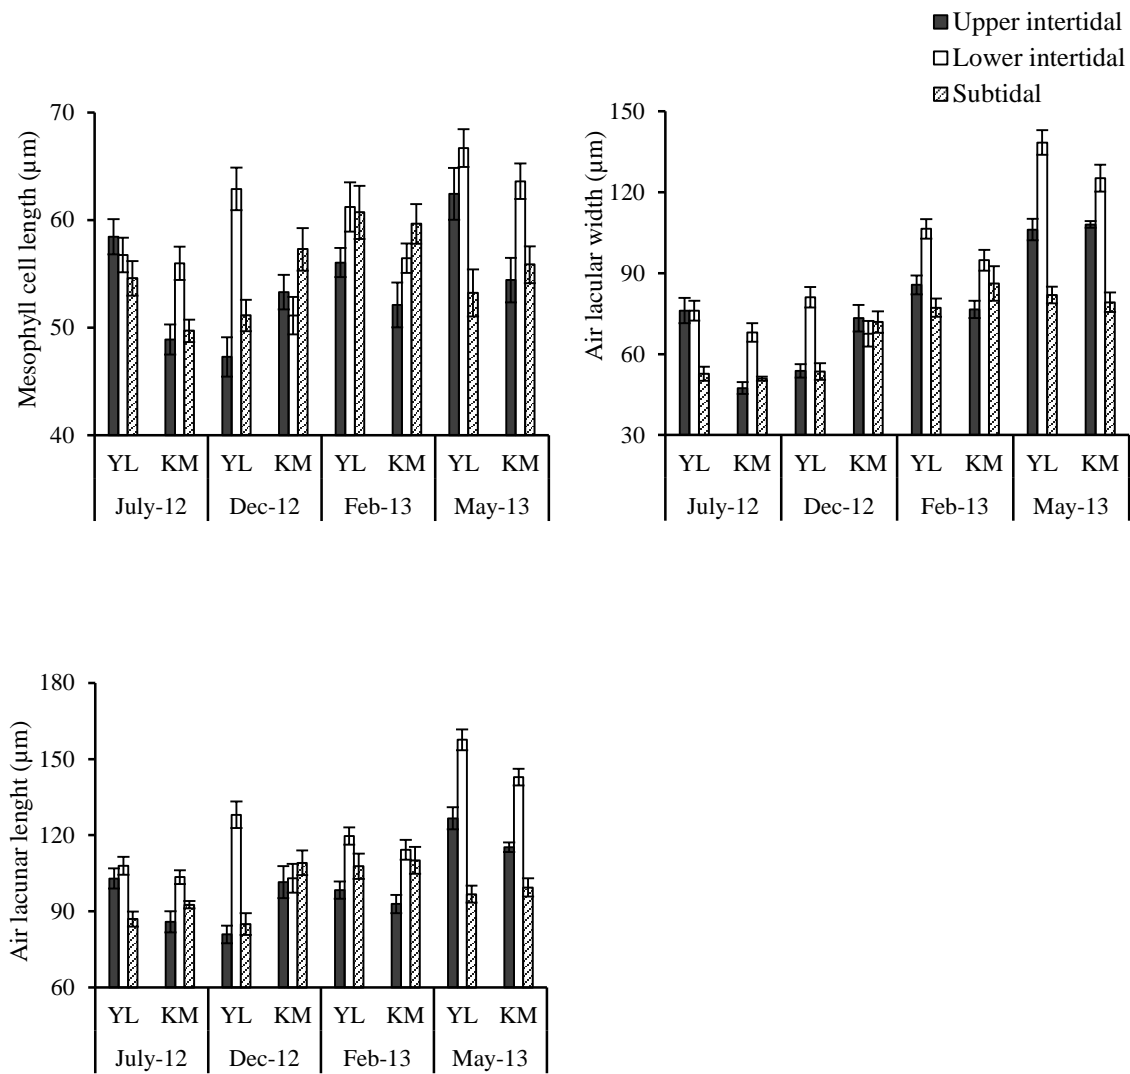 Upper intertidal
Lower intertidal
Subtidal
Mesophyll cell length (µm)
70
60
50
40
YL KM YL KM YL KM YL KM
July-12 Dec-12 Feb-13 May-13
Air lacular width (µm)
150
120
90
60
30
YL KM YL KM YL KM YL KM
July-12 Dec-12 Feb-13 May-13
Air lacunar lenght (µm)
180
150
120
90
60
YL KM YL KM YL KM YL KM
July-12 Dec-12 Feb-13 May-13